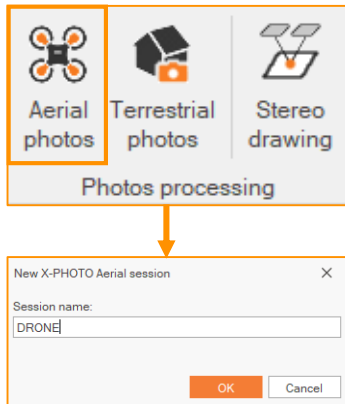 Aerial photos
Terrestrial photos
Stereo drawing
Photos processing
New X-PHOTO Aerial session
Session name:
DRONE
OK
Cancel